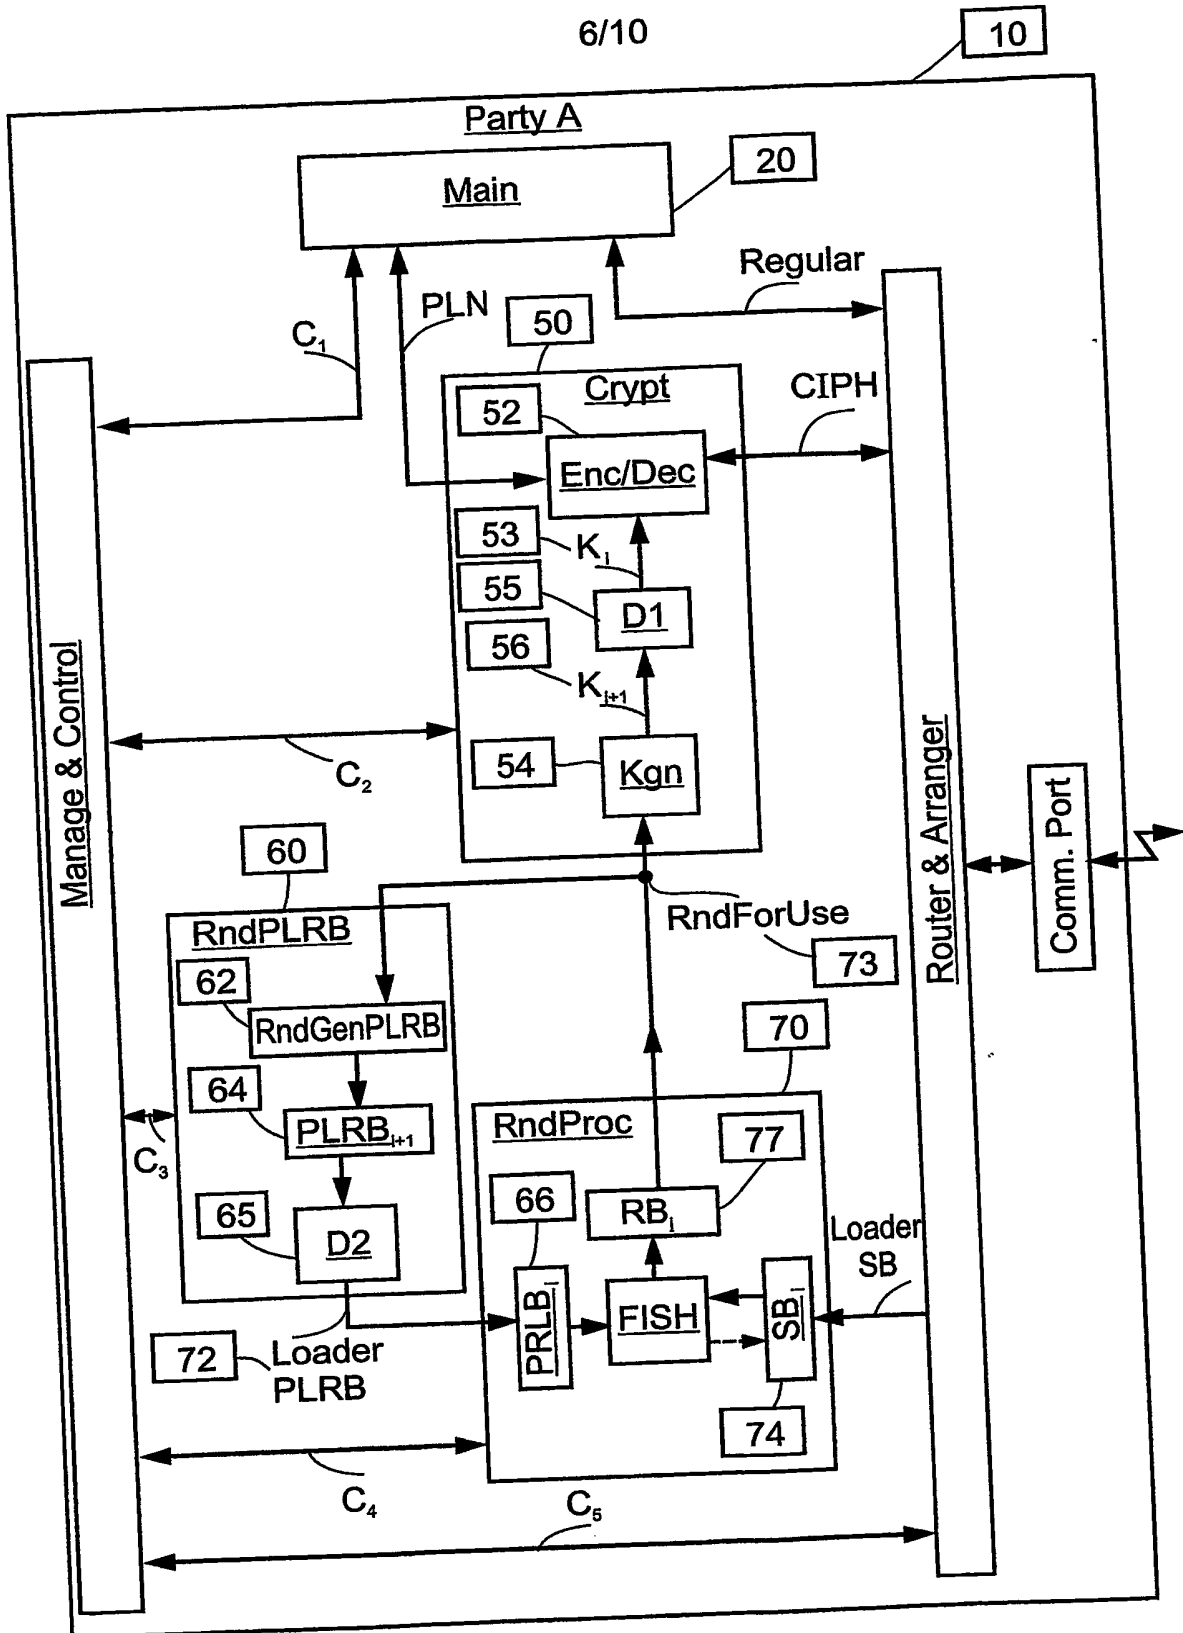 6/10
10
Party A
Main
20
Regular
PLN
C1
50
Crypt
CIPH
52
Enc/Dec
53
Ki
55
D1
56
Ki+1
54
Kgn
Manage & Control
C2
Router & Arranger
Comm. Port
60
RndPLRB
RndForUse
73
62
RndGenPLRB
70
64
PLRBi+1
C3
RndProc
77
65
D2
66
RBi
Loader
SB
PRLBi
FISH
SBi
72
Loader
PLRB
74
C4
C5